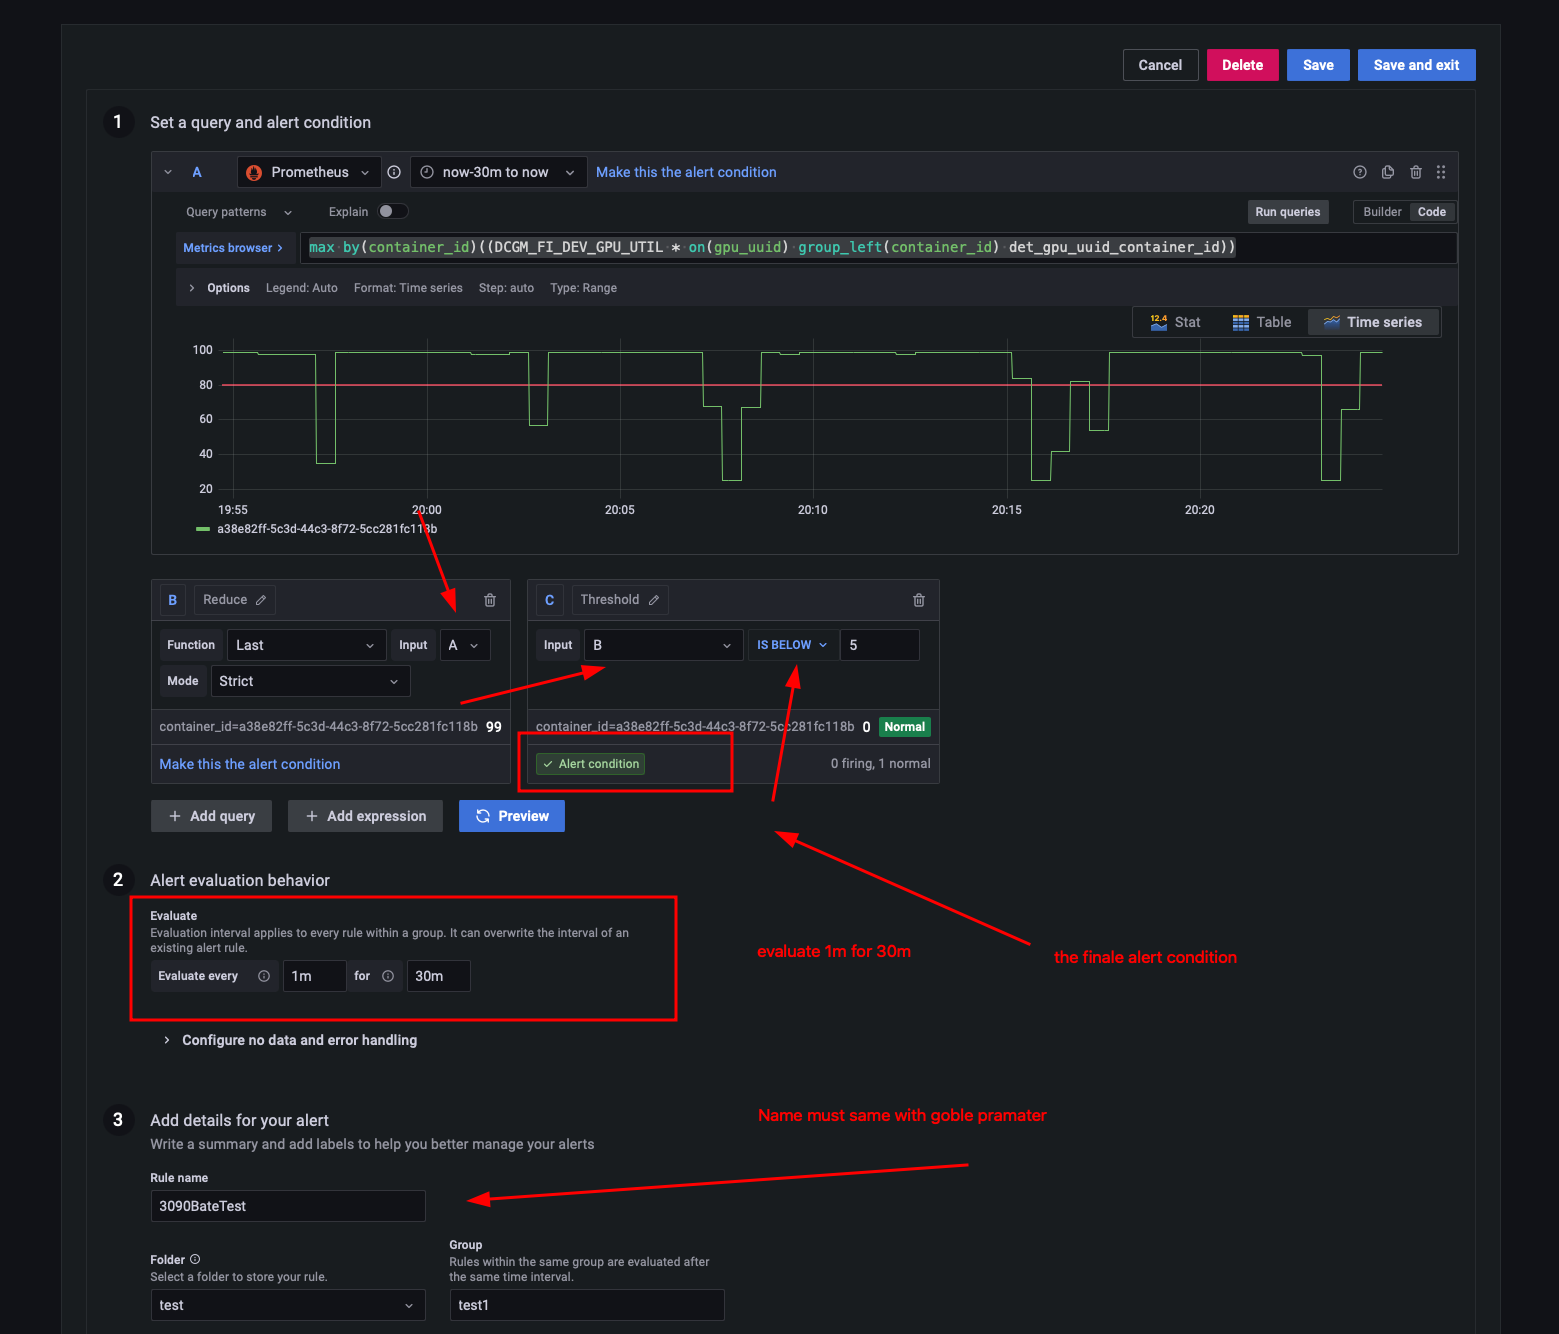 Cancel Delete Save Save and exit
1 Set a query and alert condition
A Prometheus now-30m to now Make this the alert condition
Query patterns Explain Run queries Builder Code
Metrics browser > max by(container_id)((DCGM_FI_DEV_GPU_UTIL * on(gpu_uuid) group_left(container_id) det_gpu_uuid_container_id))
Options Legend: Auto Format: Time series Step: auto Type: Range
12.4 Stat Table Time series
100
80
60
40
20
19:55 20:00 20:05 20:10 20:15 20:20
a38e82ff-5c3d-44c3-8f72-5cc281fc118b
B Reduce
Function Last Input A
Mode Strict
container_id=a38e82ff-5c3d-44c3-8f72-5cc281fc118b 99
Make this the alert condition
C Threshold
Input B IS BELOW 5
container_id=a38e82ff-5c3d-44c3-8f72-5cc281fc118b 0 Normal
Alert condition 0 firing, 1 normal
+ Add query + Add expression Preview
2 Alert evaluation behavior
Evaluate
Evaluation interval applies to every rule within a group. It can overwrite the interval of an
existing alert rule.
Evaluate every 1m for 30m
evaluate 1m for 30m
the finale alert condition
Configure no data and error handling
3 Add details for your alert
Write a summary and add labels to help you better manage your alerts
Name must same with goble pramater
Rule name
3090BateTest
Folder
Select a folder to store your rule.
test
Group
Rules within the same group are evaluated after
the same time interval.
test1